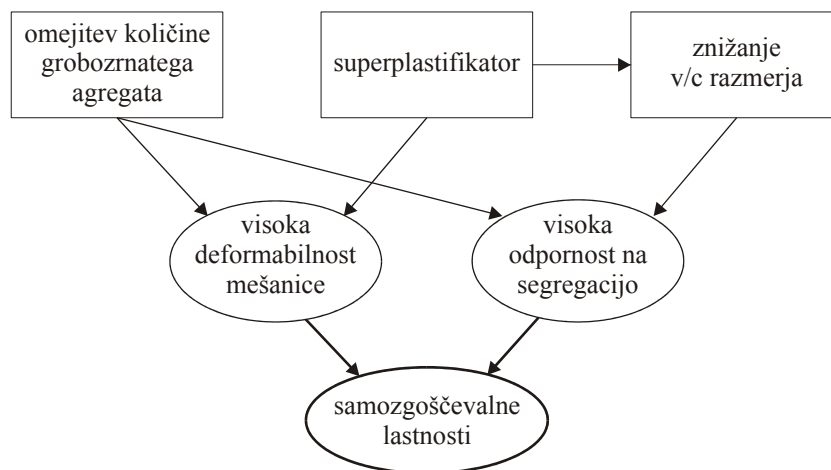 omejitev količine
grobozrnatega
agregata
superplastifikator
znižanje
v/c razmerja
visoka
deformabilnost
mešanice
visoka
odpornost na
segregacijo
samozgoščevalne
lastnosti